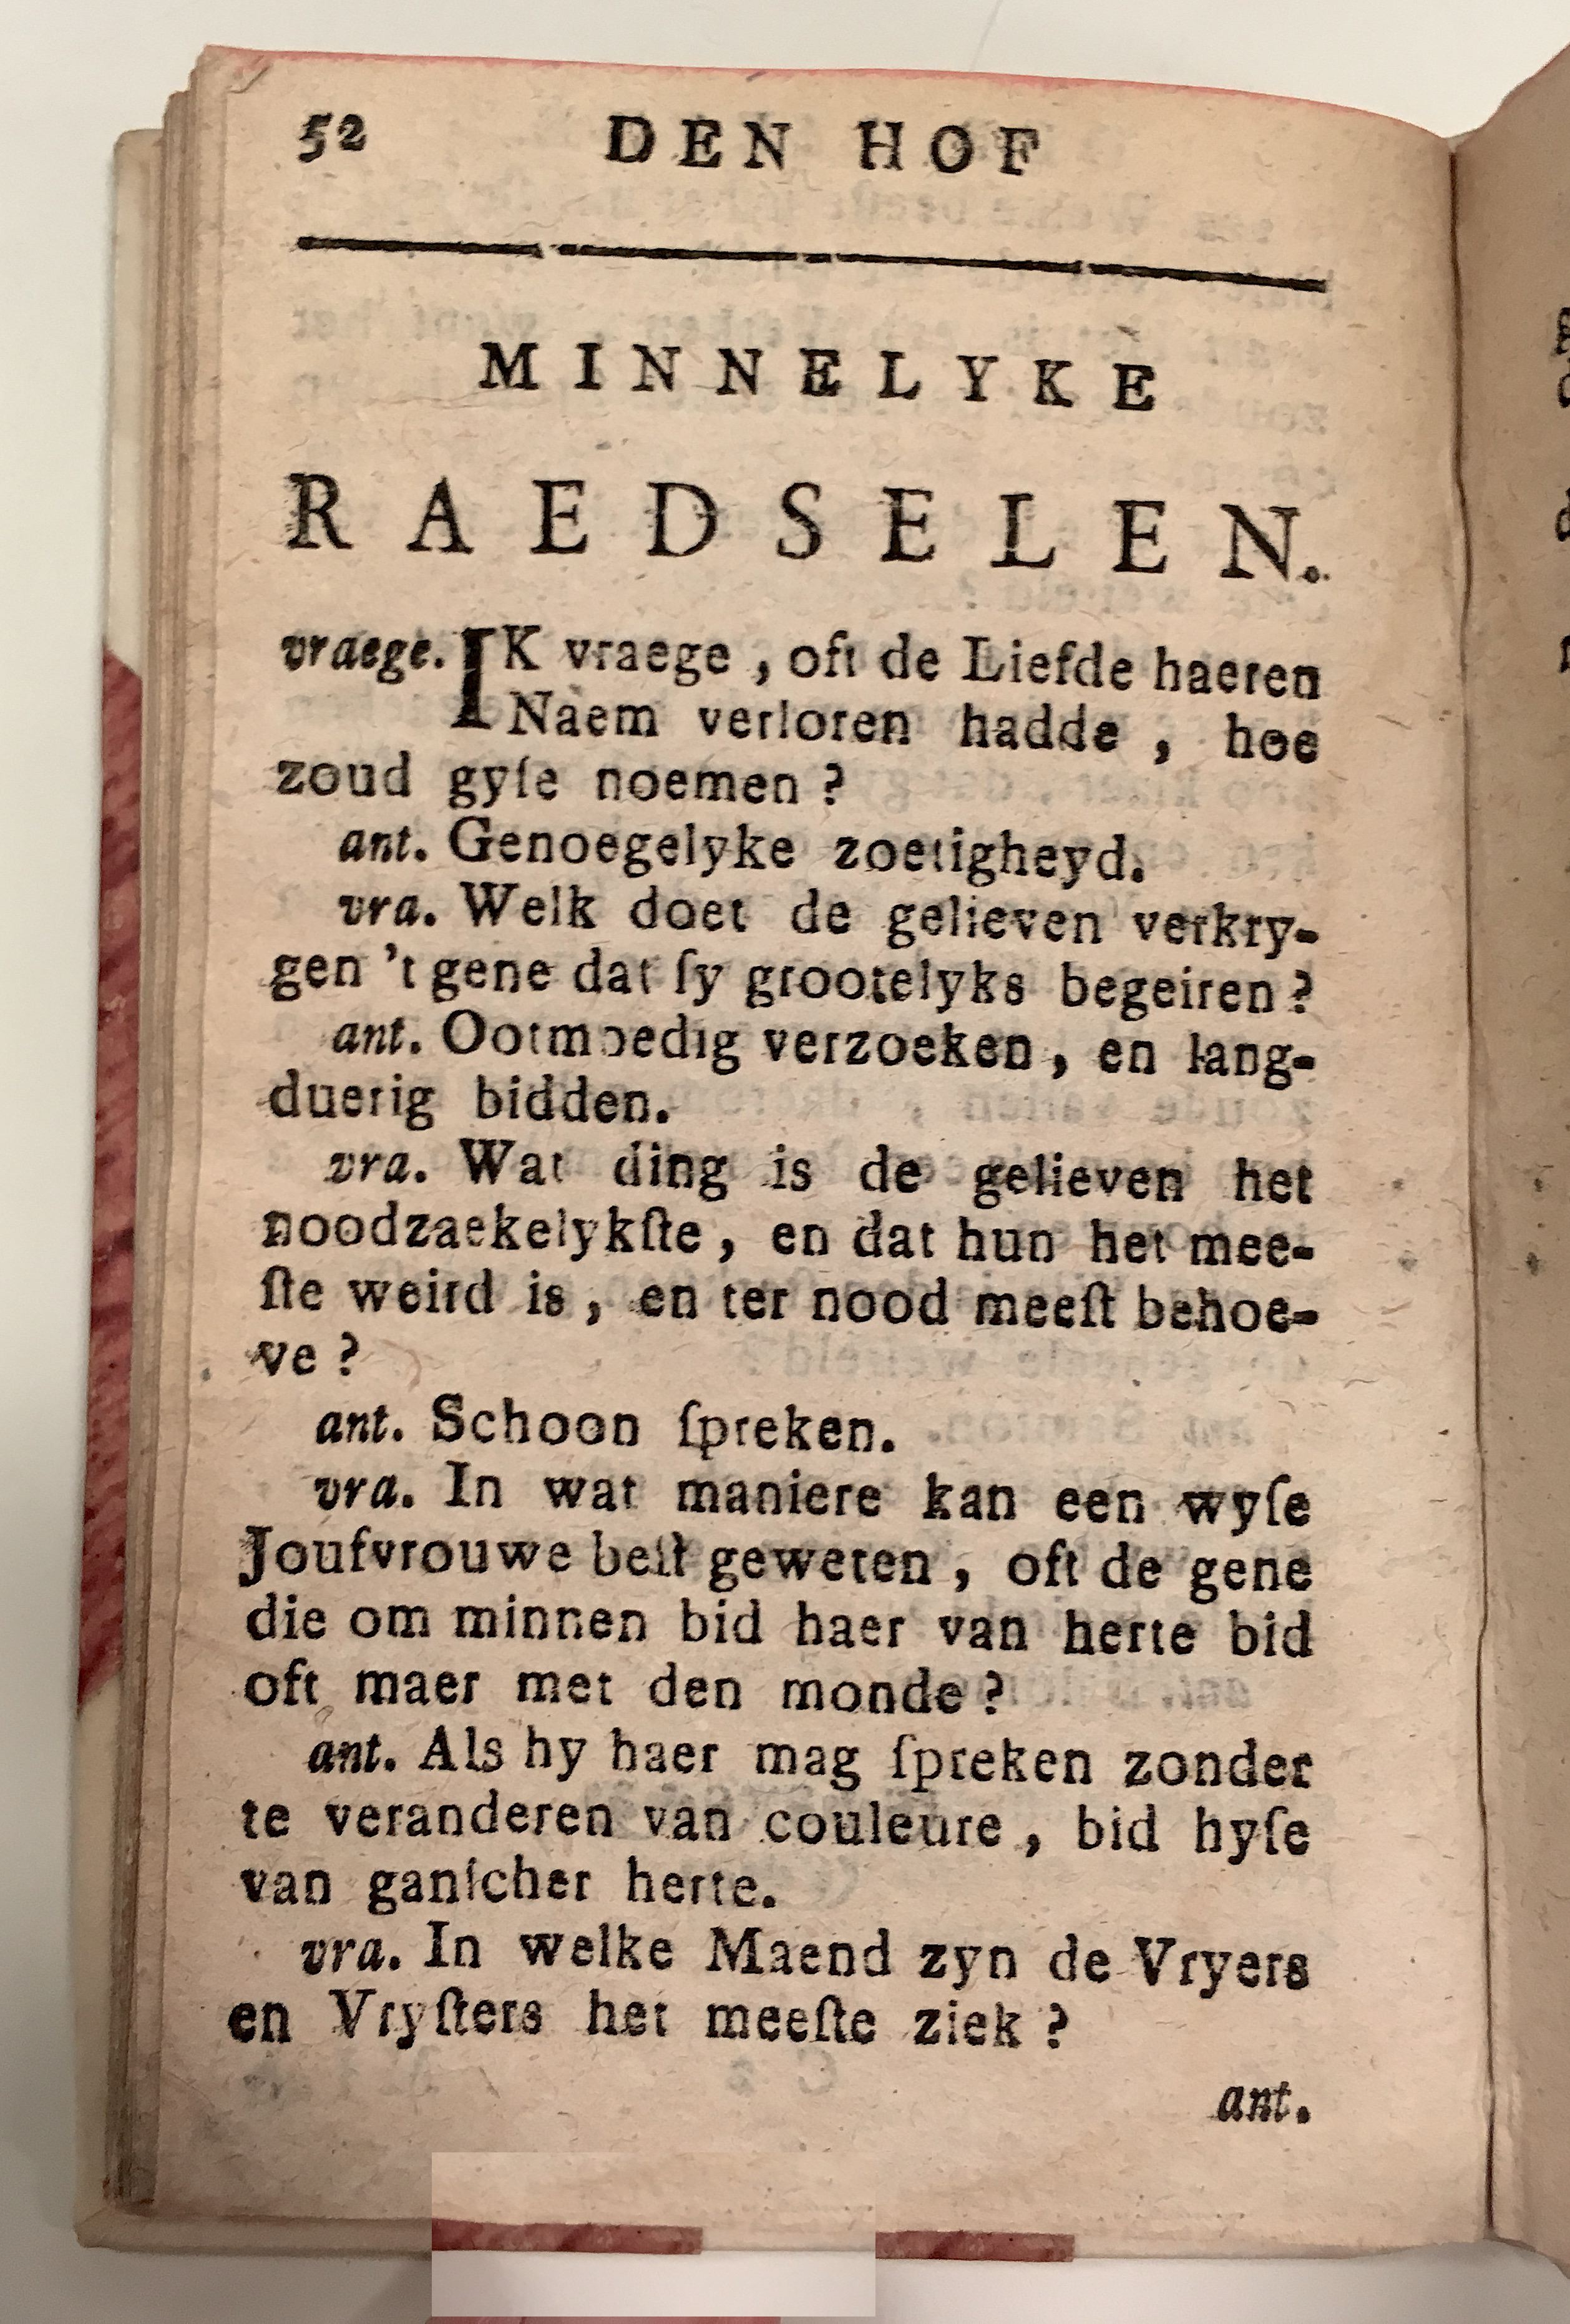 52 DEN HOF
MINNELYKE
RAEDSELEN.
vraege. IK vraege , oft de Liefde haeren
Naem verloren hadde , hoe
zoud gyſe noemen ?
ant. Genoegelyke zoetigheyd.
vra. Welk doet de gelieven verkry-
gen 't gene dat ſy grootelyks begeiren ?
ant. Ootmoedig verzoeken , en lang-
duerig bidden.
vra. Wat ding is de gelieven het
noodzaekelykſte , en dat hun het mee-
ſte weird is , en ter nood meeſt behoe-
ve ?
ant. Schoon ſpreken.
vra. In wat maniere kan een wyſe
Joufvrouwe beſt geweten , oft de gene
die om minnen bid haer van herte bid
oft maer met den monde ?
ant. Als hy haer mag ſpreken zonder
te veranderen van couleure , bid hyſe
van ganſcher herte.
vra. In welke Maend zyn de Vryers
en Vryſters het meeſte ziek ?
ant.